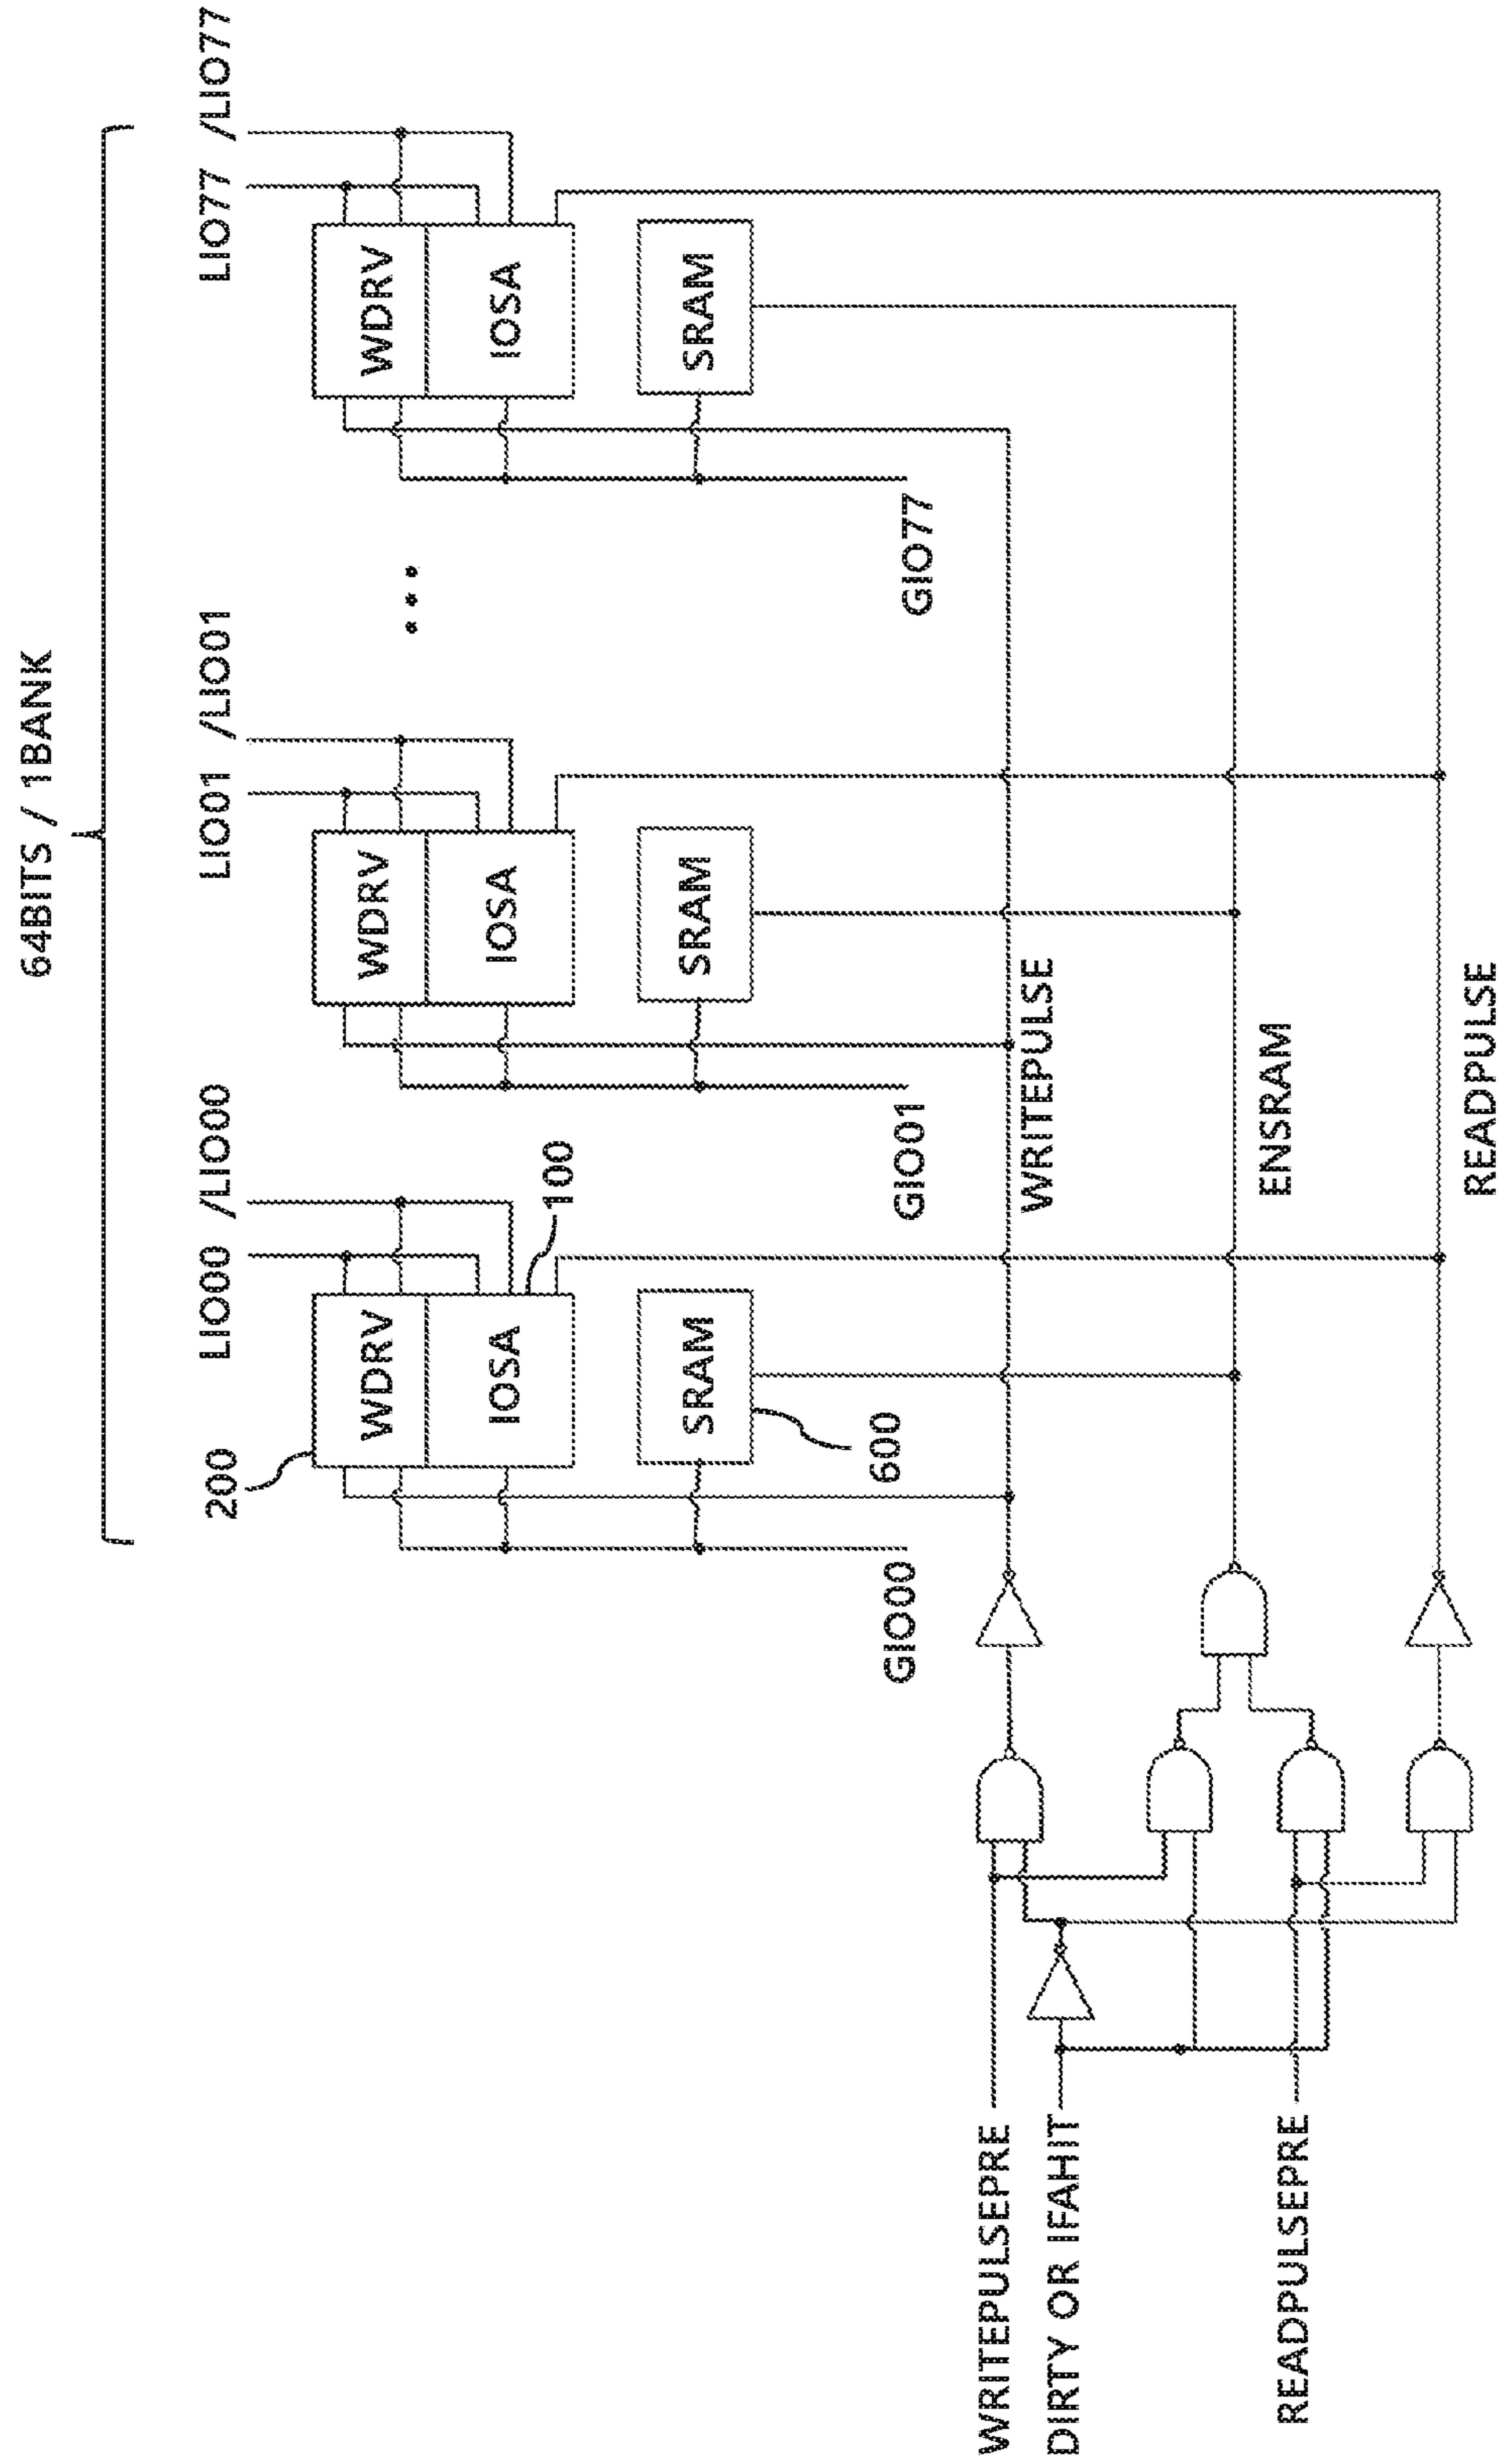 64BITS / 1BANK
LIO00 /LIO00
LIO01 /LIO01
LIO77 /LIO77
200
100
WDRV
IOSA
SRAM
600
GIO00
WDRV
IOSA
SRAM
GIO01
WDRV
IOSA
SRAM
GIO77
WRITEPULSEPRE
DIRTY OR IFAHIT
READPULSEPRE
WRITEPULSE
ENSRAM
READPULSE